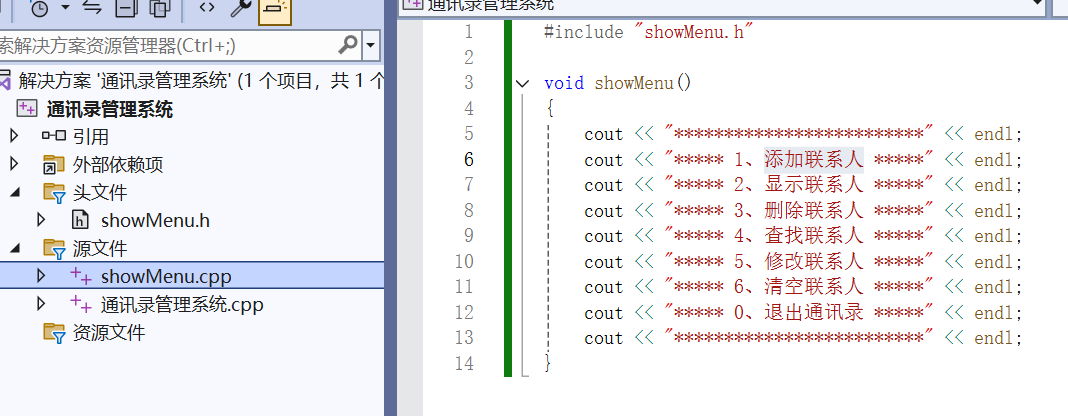 通讯录管理系统
索解决方案资源管理器(Ctrl+;)
解决方案 '通讯录管理系统' (1 个项目，共 1 个
通讯录管理系统
引用
外部依赖项
头文件
showMenu.h
源文件
showMenu.cpp
通讯录管理系统.cpp
资源文件
1 #include "showMenu.h"
2
3 void showMenu()
4 {
5 cout << "*************************" << endl;
6 cout << "***** 1、添加联系人 *****" << endl;
7 cout << "***** 2、显示联系人 *****" << endl;
8 cout << "***** 3、删除联系人 *****" << endl;
9 cout << "***** 4、查找联系人 *****" << endl;
10 cout << "***** 5、修改联系人 *****" << endl;
11 cout << "***** 6、清空联系人 *****" << endl;
12 cout << "***** 0、退出通讯录 *****" << endl;
13 cout << "*************************" << endl;
14 }